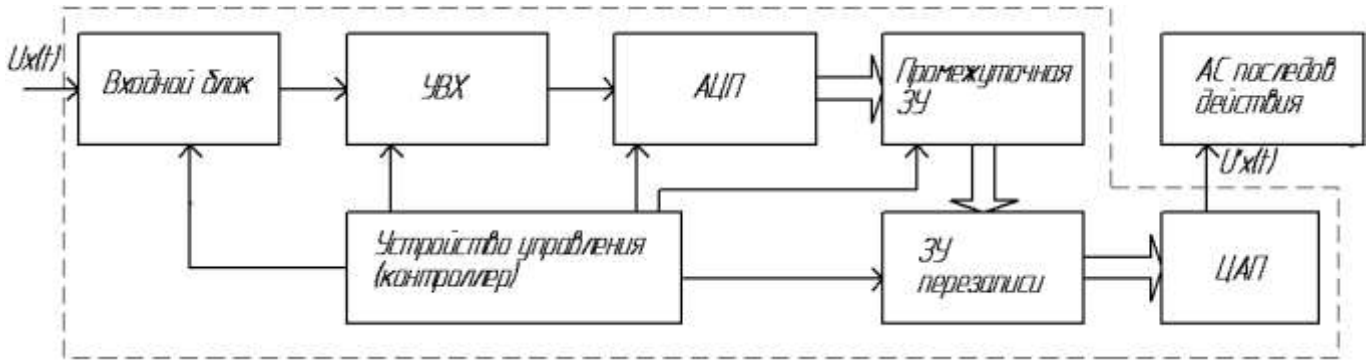 Ux(t)
Входной блок
УВХ
АЦП
Промежуточная
ЗУ
АС последов
действия
U'x(t)
Устройство управления
(контроллер)
ЗУ
перезаписи
ЦАП